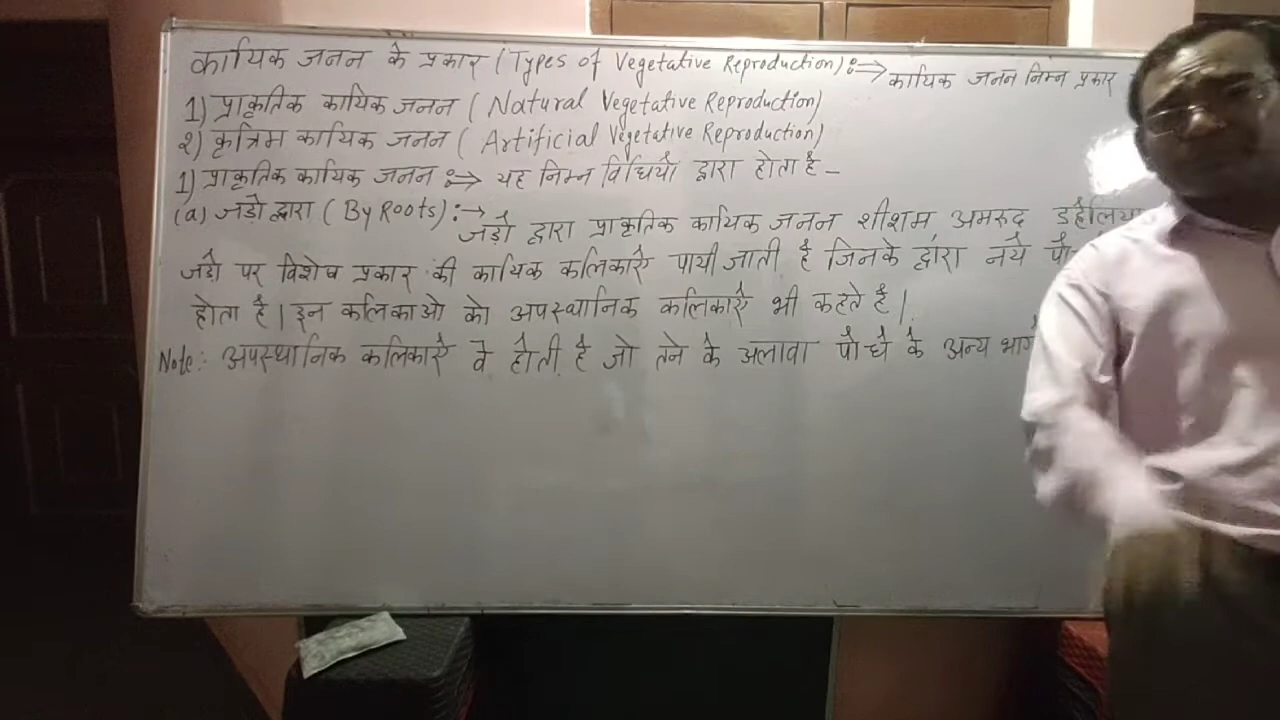 कायिक जनन के प्रकार (Types of Vegetative Reproduction) :⇒ कायिक जनन निम्न प्रकार
1) प्राकृतिक कायिक जनन ( Natural Vegetative Reproduction)
२) कृत्रिम कायिक जनन ( Artificial Vegetative Reproduction)
1) प्राकृतिक कायिक जनन :⇒ यह निम्न विधियों द्वारा होता है –
(a) जड़ो द्वारा ( By Roots) :→ जड़ो द्वारा प्राकृतिक कायिक जनन शीशम अमरूद डहेलिया
जड़ो पर विशेष प्रकार की कायिक कलिकाऐ पायी जाती है जिनके द्वारा नये
होता है | इन कलिकाओ को अपस्थानिक कलिकाऐ भी कहते है |
Note: अपस्थानिक कलिकाऐ वे होती है जो तने के अलावा पौधे के अन्य